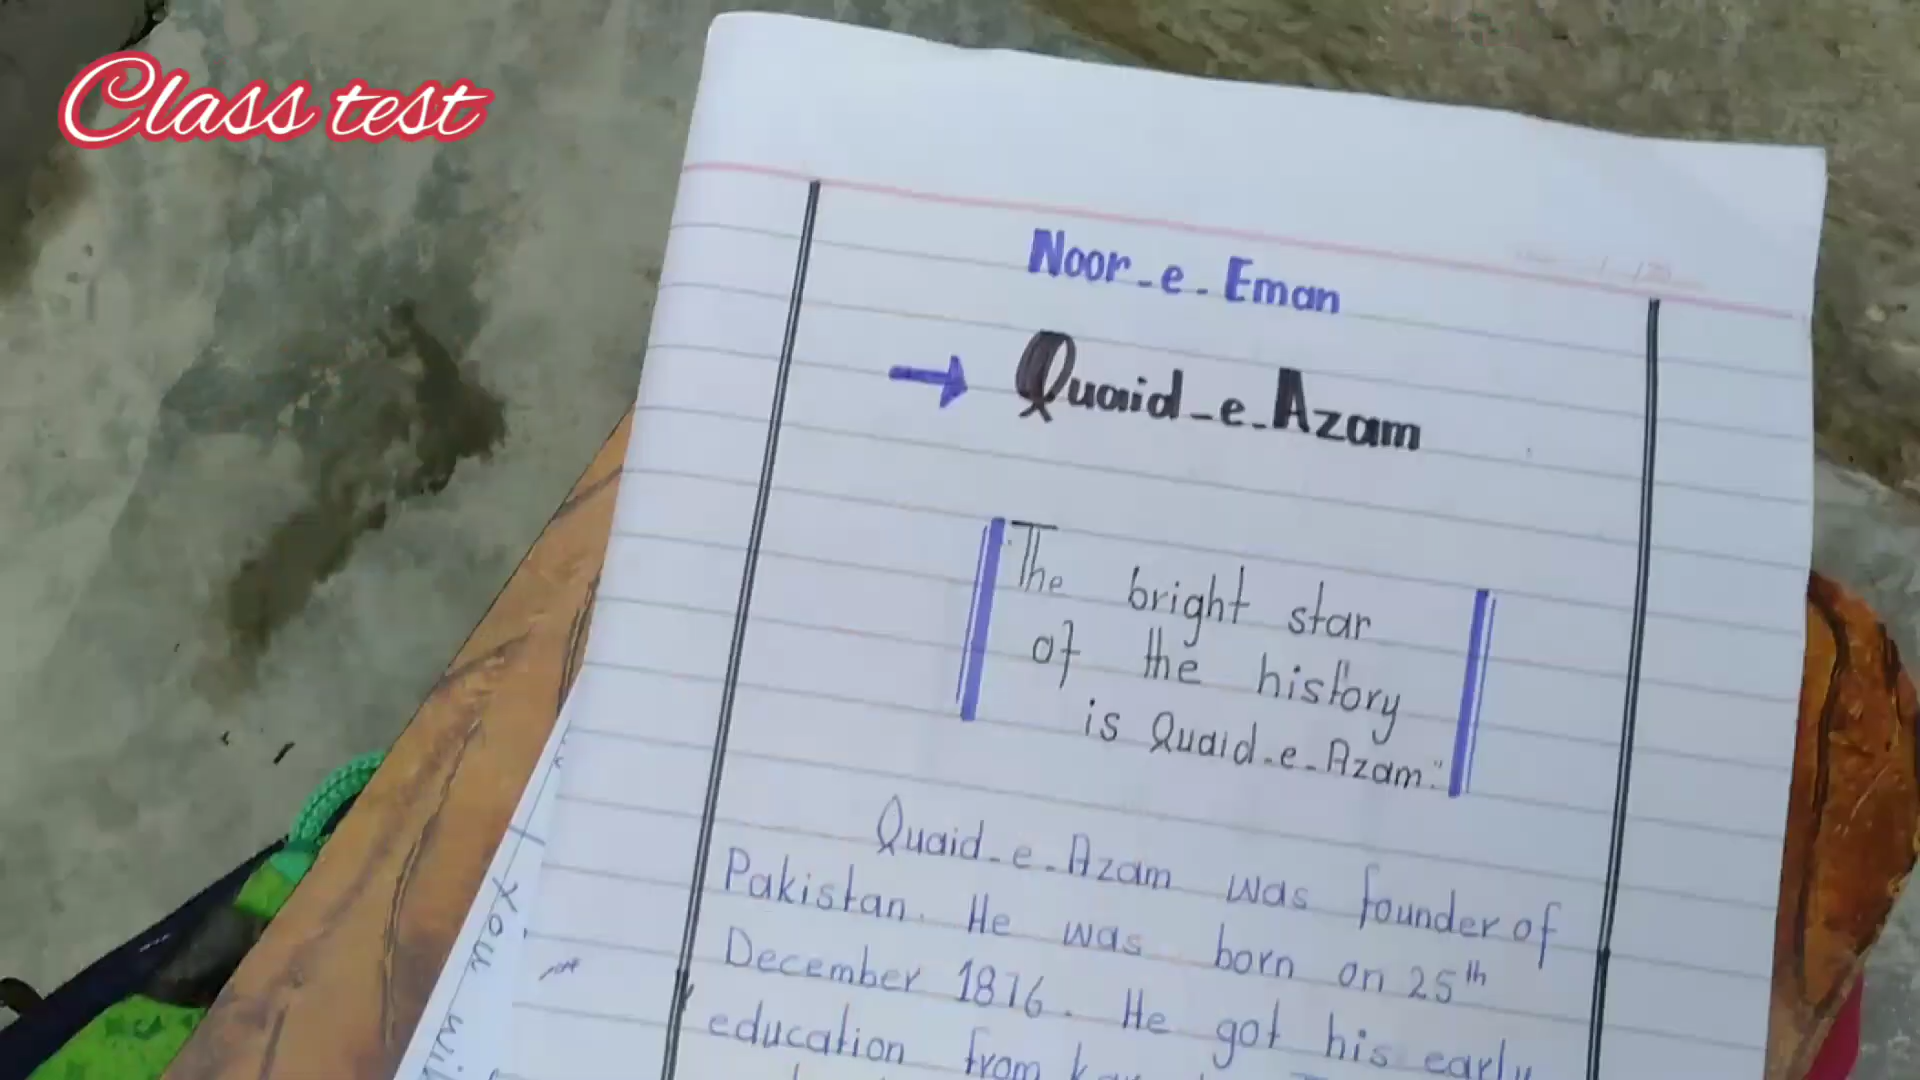 Class test
Noor-e-Eman
→ Quaid-e-Azam
"The bright star
of the history
is Quaid-e-Azam."
Quaid-e-Azam was founder of
Pakistan. He was born on 25th
December 1876. He got his early
education from
You